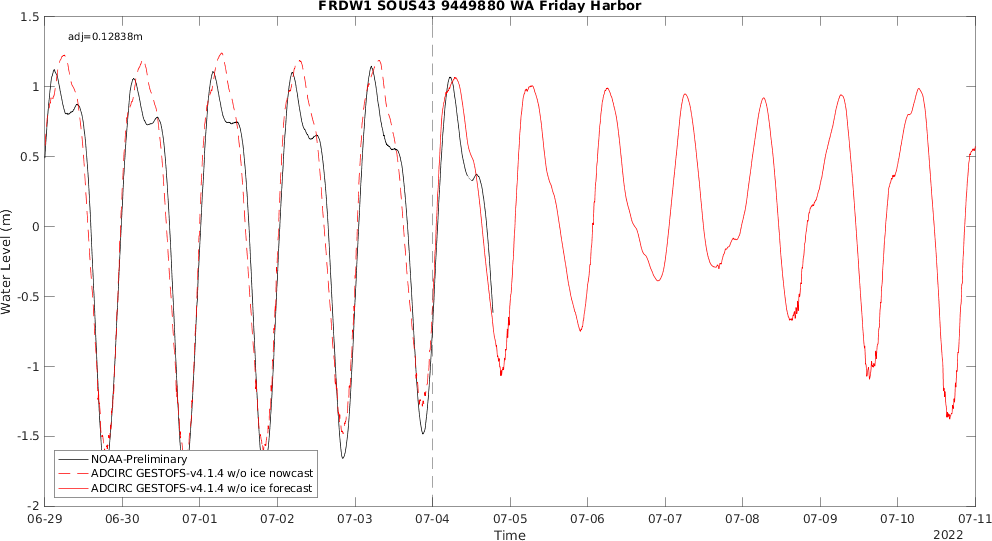 FRDW1 SOUS43 9449880 WA Friday Harbor
adj=0.12838m
1.5
1
0.5
0
-0.5
-1
-1.5
-2
Water Level (m)
NOAA-Preliminary
ADCIRC GESTOFS-v4.1.4 w/o ice nowcast
ADCIRC GESTOFS-v4.1.4 w/o ice forecast
06-29 06-30 07-01 07-02 07-03 07-04 07-05 07-06 07-07 07-08 07-09 07-10 07-11
Time
2022